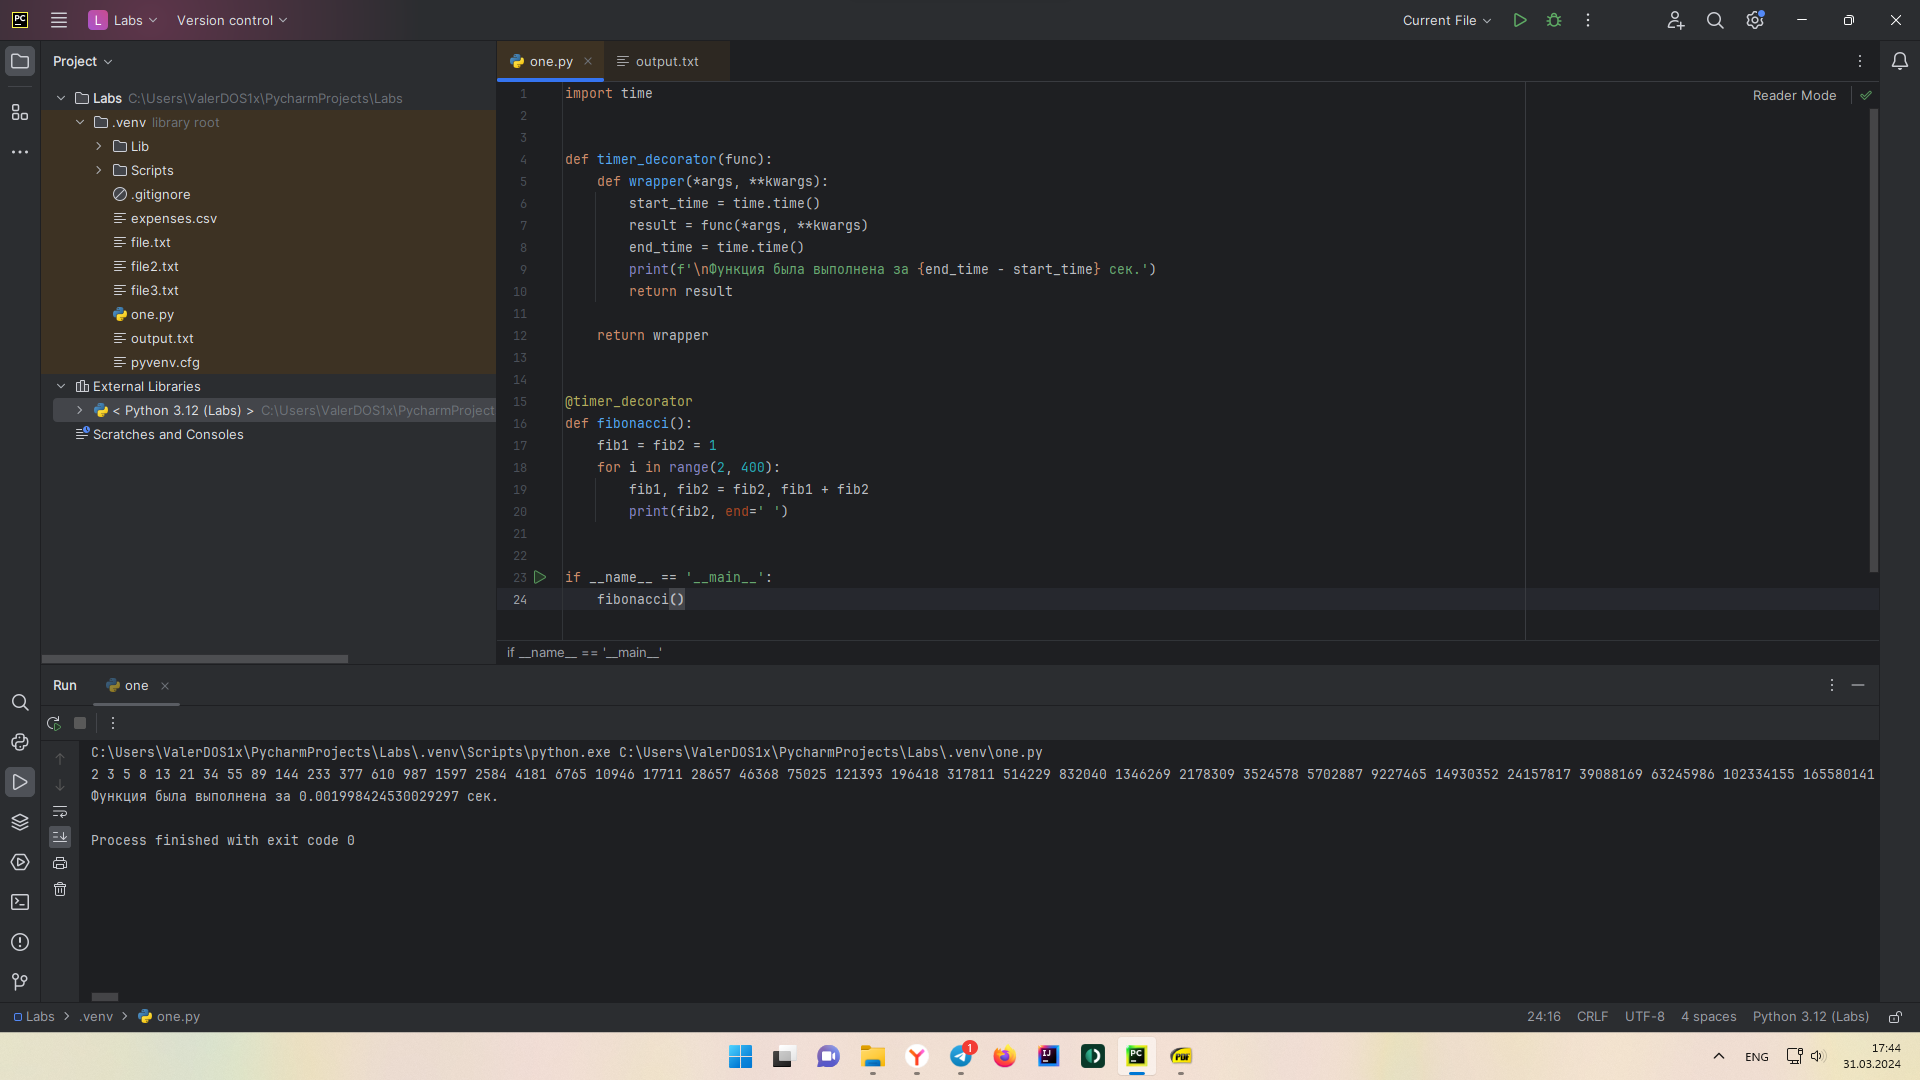 PC L Labs Version control Current File
Project
one.py
output.txt
Labs C:\Users\ValerDOS1x\PycharmProjects\Labs
.venv library root
Lib
Scripts
.gitignore
expenses.csv
file.txt
file2.txt
file3.txt
one.py
output.txt
pyvenv.cfg
External Libraries
< Python 3.12 (Labs) > C:\Users\ValerDOS1x\PycharmProject
Scratches and Consoles
Reader Mode
1 import time
2
3
4 def timer_decorator(func):
5 def wrapper(*args, **kwargs):
6 start_time = time.time()
7 result = func(*args, **kwargs)
8 end_time = time.time()
9 print(f'\nФункция была выполнена за {end_time - start_time} сек.')
10 return result
11
12 return wrapper
13
14
15 @timer_decorator
16 def fibonacci():
17 fib1 = fib2 = 1
18 for i in range(2, 400):
19 fib1, fib2 = fib2, fib1 + fib2
20 print(fib2, end=' ')
21
22
23 if __name__ == '__main__':
24 fibonacci()
if __name__ == '__main__'
Run one
C:\Users\ValerDOS1x\PycharmProjects\Labs\.venv\Scripts\python.exe C:\Users\ValerDOS1x\PycharmProjects\Labs\.venv\one.py
2 3 5 8 13 21 34 55 89 144 233 377 610 987 1597 2584 4181 6765 10946 17711 28657 46368 75025 121393 196418 317811 514229 832040 1346269 2178309 3524578 5702887 9227465 14930352 24157817 39088169 63245986 102334155 165580141
Функция была выполнена за 0.001998424530029297 сек.
Process finished with exit code 0
Labs > .venv > one.py
24:16 CRLF UTF-8 4 spaces Python 3.12 (Labs)
Y 1 IJ PC PDF
ENG
17:44
31.03.2024